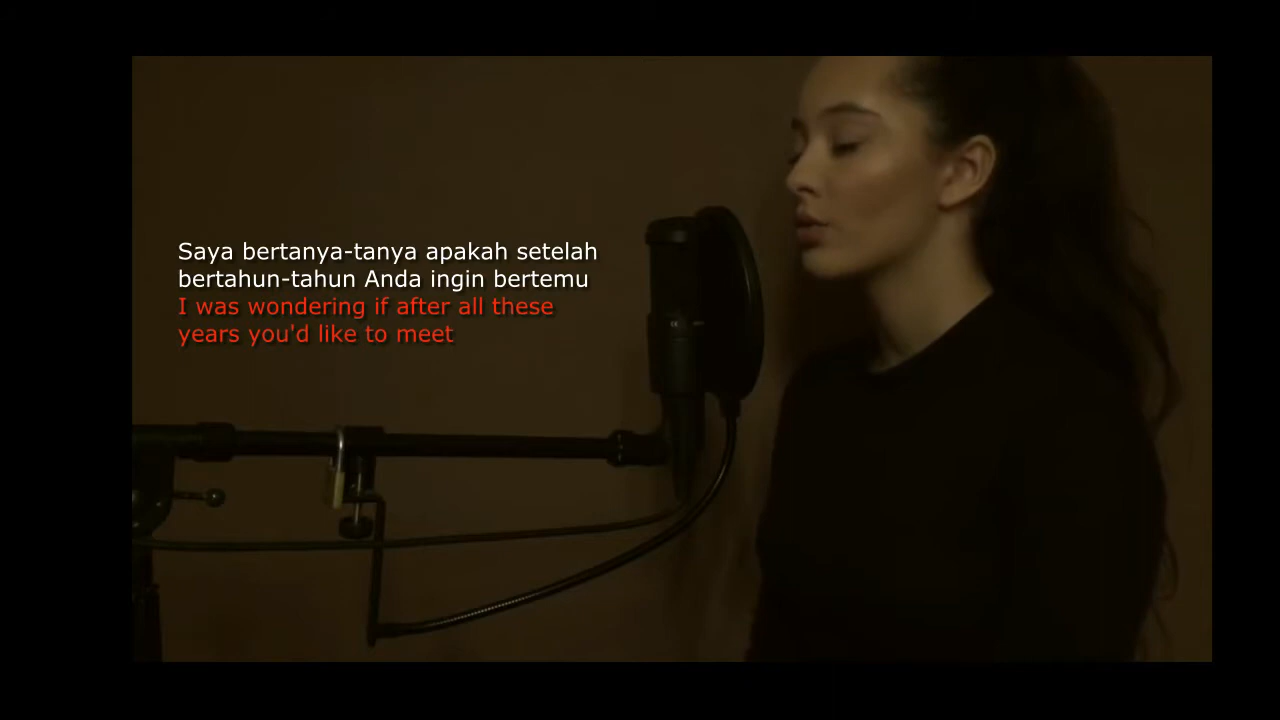 Saya bertanya-tanya apakah setelah
bertahun-tahun Anda ingin bertemu
I was wondering if after all these
years you'd like to meet